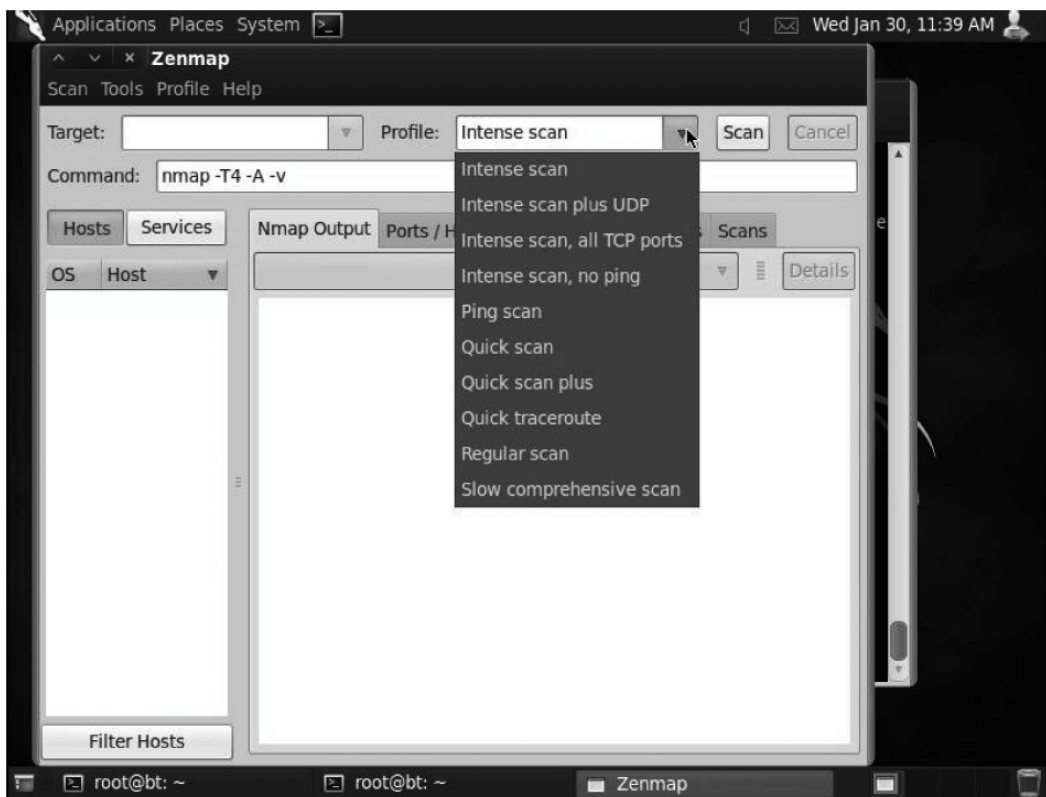 Applications Places System Wed Jan 30, 11:39 AM
Zenmap
Scan Tools Profile Help
Target: Profile: Intense scan Scan Cancel
Command: nmap -T4 -A -v
Intense scan
Intense scan plus UDP
Intense scan, all TCP ports
Intense scan, no ping
Ping scan
Quick scan
Quick scan plus
Quick traceroute
Regular scan
Slow comprehensive scan
Hosts Services Nmap Output Ports / H s Scans
OS Host Details
e
Filter Hosts
root@bt: ~ root@bt: ~ Zenmap